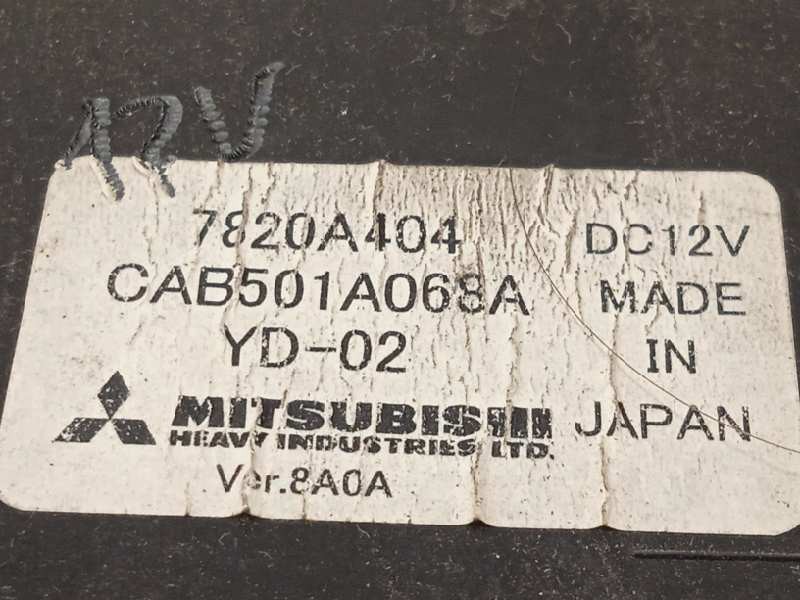 12V
7820A404 DC12V
CAB501A068A MADE
YD-02 IN
MITSUBISHI JAPAN
HEAVY INDUSTRIES LTD.
Ver.8A0A